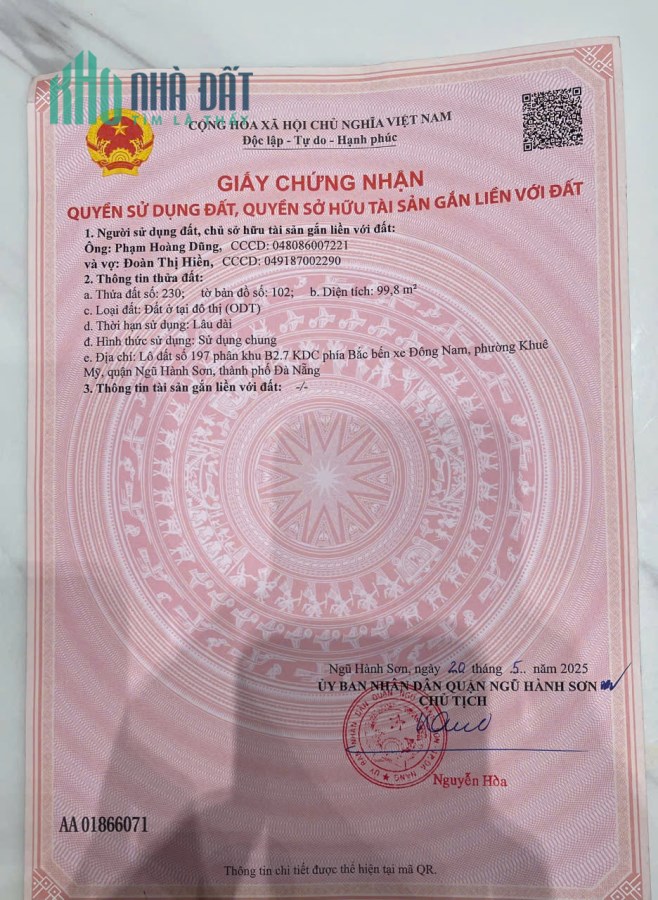 KHO NHÀ ĐẤT
TÌM LÀ THẤY
CỘNG HÒA XÃ HỘI CHỦ NGHĨA VIỆT NAM
Độc lập - Tự do - Hạnh phúc
GIẤY CHỨNG NHẬN
QUYỀN SỬ DỤNG ĐẤT, QUYỀN SỞ HỮU TÀI SẢN GẮN LIỀN VỚI ĐẤT
1. Người sử dụng đất, chủ sở hữu tài sản gắn liền với đất:
Ông: Phạm Hoàng Dũng, CCCD: 048086007221
và vợ: Đoàn Thị Hiền, CCCD: 049187002290
2. Thông tin thửa đất:
a. Thửa đất số: 230; tờ bản đồ số: 102; b. Diện tích: 99,8 m²
c. Loại đất: Đất ở tại đô thị (ODT)
d. Thời hạn sử dụng: Lâu dài
đ. Hình thức sử dụng: Sử dụng chung
e. Địa chỉ: Lô đất số 197 phân khu B2.7 KDC phía Bắc bến xe Đông Nam, phường Khuê
Mỹ, quận Ngũ Hành Sơn, thành phố Đà Nẵng
3. Thông tin tài sản gắn liền với đất: -/-
Ngũ Hành Sơn, ngày 20 tháng 5.. năm 2025
ỦY BAN NHÂN DÂN QUẬN NGŨ HÀNH SƠN
CHỦ TỊCH
Nguyễn Hòa
AA 01866071
Thông tin chi tiết được thể hiện tại mã QR.